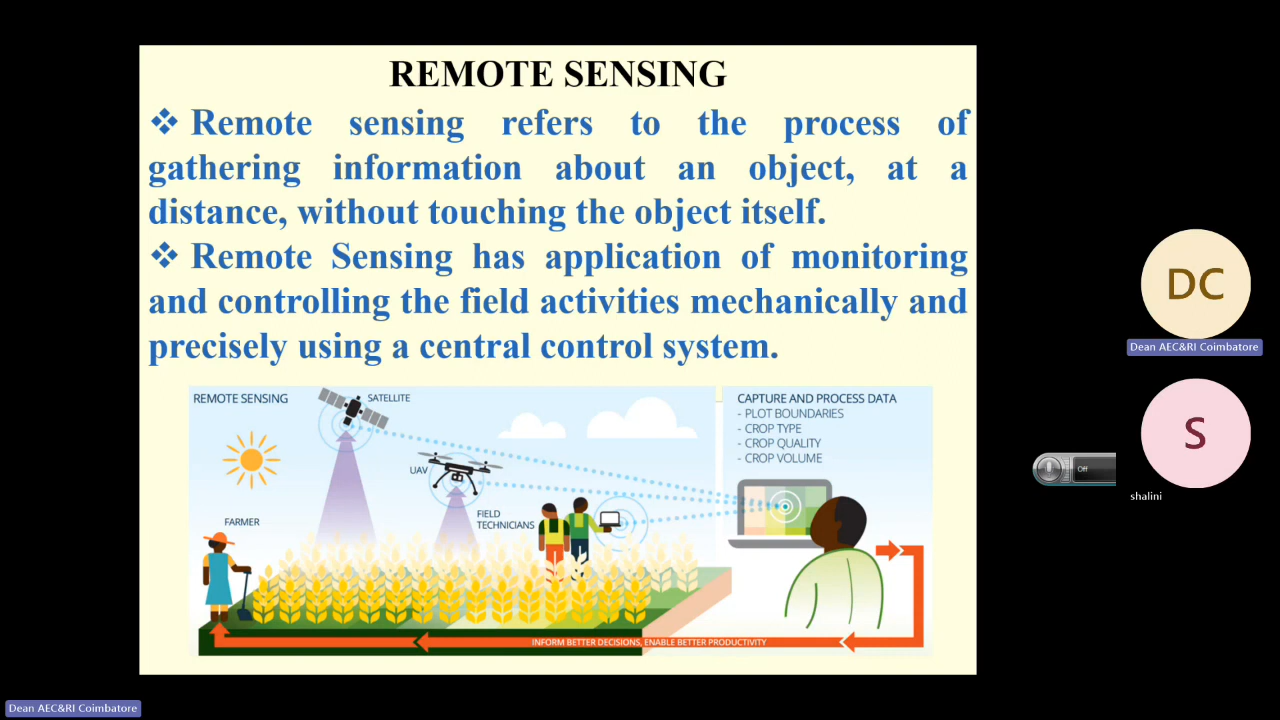 REMOTE SENSING
❖ Remote sensing refers to the process of
gathering information about an object, at a
distance, without touching the object itself.
❖ Remote Sensing has application of monitoring
and controlling the field activities mechanically and
precisely using a central control system.
REMOTE SENSING
SATELLITE
UAV
FIELD
TECHNICIANS
FARMER
CAPTURE AND PROCESS DATA
- PLOT BOUNDARIES
- CROP TYPE
- CROP QUALITY
- CROP VOLUME
INFORM BETTER DECISIONS, ENABLE BETTER PRODUCTIVITY
Off
DC
Dean AEC&RI Coimbatore
S
shalini
Dean AEC&RI Coimbatore